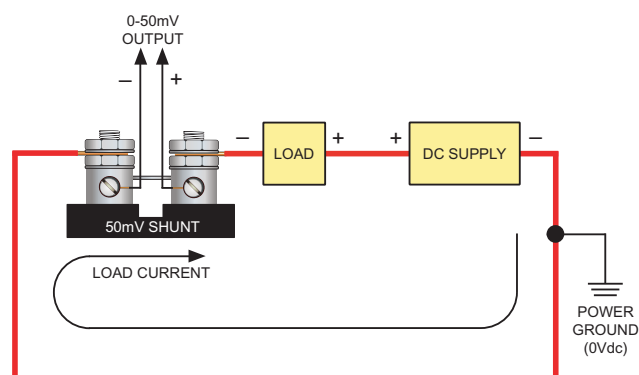 0-50mV
OUTPUT
– +
– + + –
LOAD
DC SUPPLY
50mV SHUNT
LOAD CURRENT
POWER
GROUND
(0Vdc)